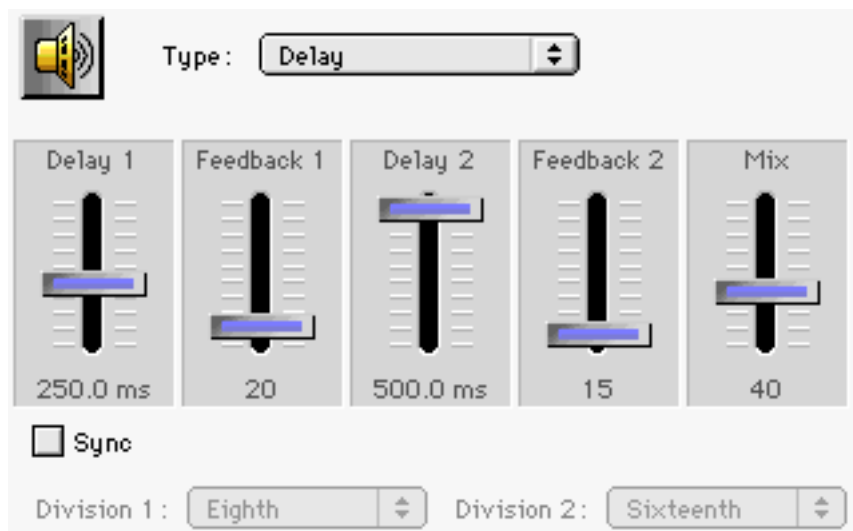 Type: Delay
Delay 1 Feedback 1 Delay 2 Feedback 2 Mix
250.0 ms 20 500.0 ms 15 40
Sync
Division 1: Eighth Division 2: Sixteenth